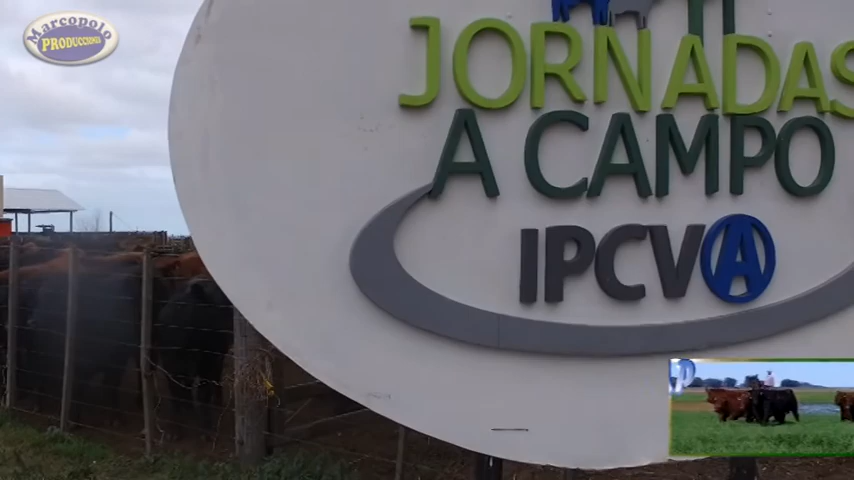 Marcopolo
PRODUCCIONES
JORNADAS
A CAMPO
IPCVA